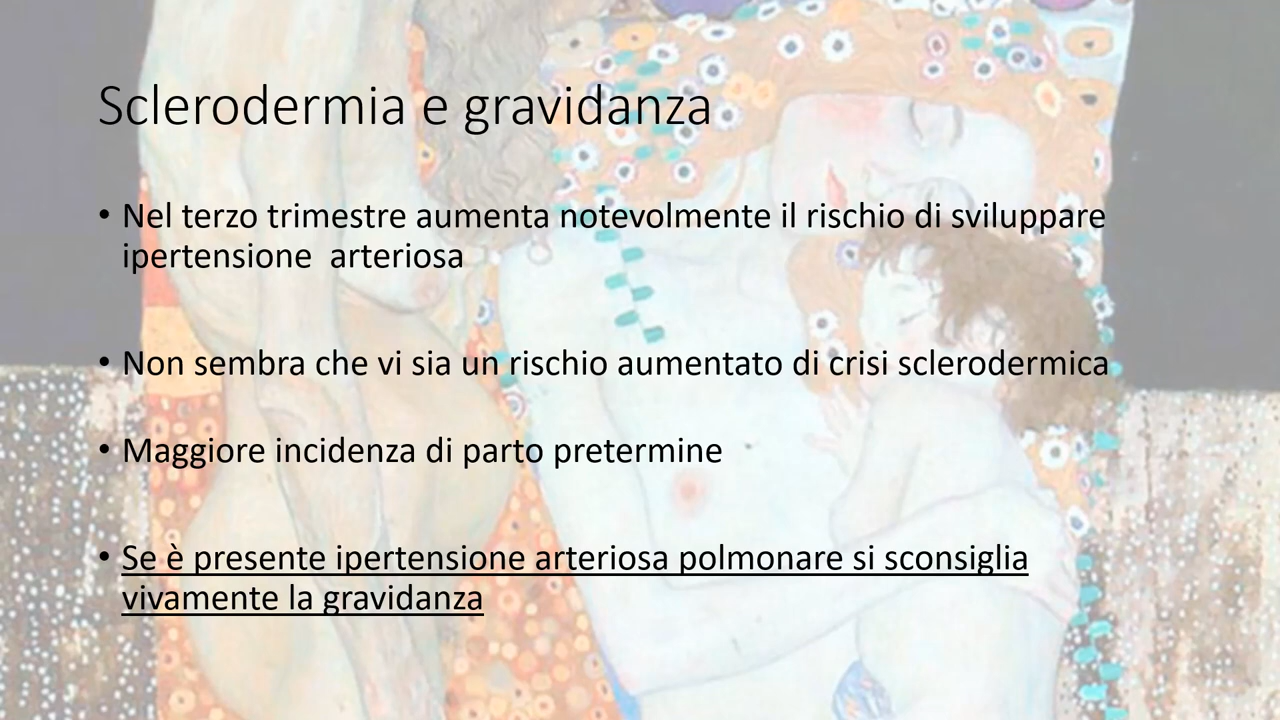 Sclerodermia e gravidanza
• Nel terzo trimestre aumenta notevolmente il rischio di sviluppare
ipertensione  arteriosa
• Non sembra che vi sia un rischio aumentato di crisi sclerodermica
• Maggiore incidenza di parto pretermine
• Se è presente ipertensione arteriosa polmonare si sconsiglia
vivamente la gravidanza